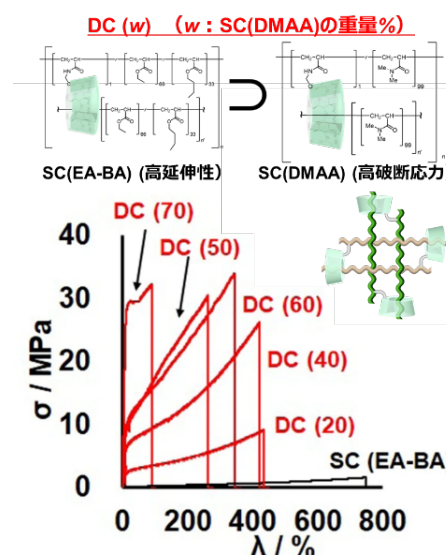 DC (w) （w：SC(DMAA)の重量%）
SC(EA-BA) (高延伸性)
SC(DMAA) (高破断応力
DC (70)
DC (50)
DC (60)
DC (40)
DC (20)
SC (EA-BA
σ / MPa
40
30
20
10
0
0 200 400 600 800
λ / %